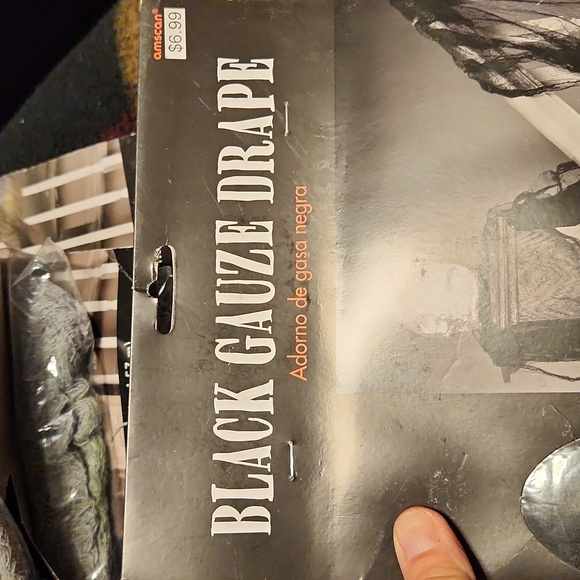 amscan®
$6.99
BLACK GAUZE DRAPE
Adorno de gasa negra